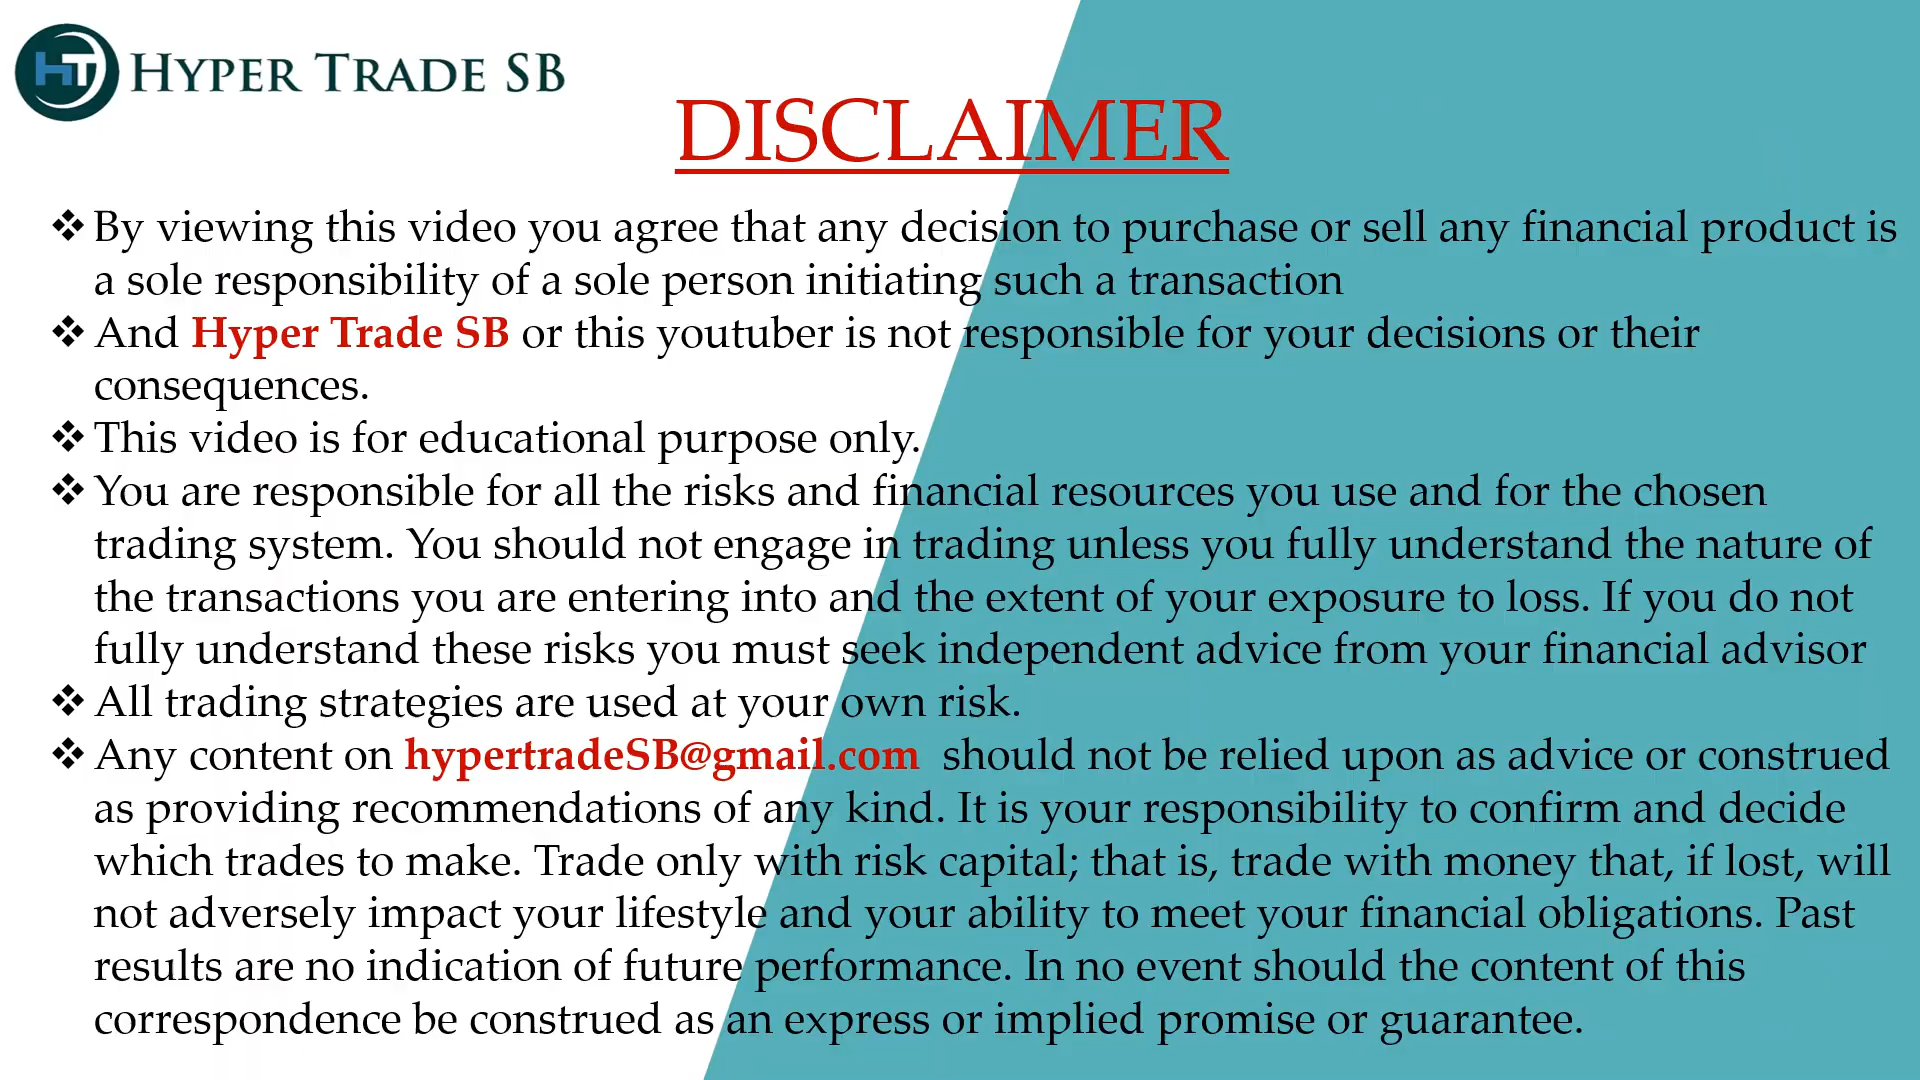 HT HYPER TRADE SB
DISCLAIMER
❖ By viewing this video you agree that any decision to purchase or sell any financial product is
a sole responsibility of a sole person initiating such a transaction
❖ And Hyper Trade SB or this youtuber is not responsible for your decisions or their
consequences.
❖ This video is for educational purpose only.
❖ You are responsible for all the risks and financial resources you use and for the chosen
trading system. You should not engage in trading unless you fully understand the nature of
the transactions you are entering into and the extent of your exposure to loss. If you do not
fully understand these risks you must seek independent advice from your financial advisor
❖ All trading strategies are used at your own risk.
❖ Any content on hypertradeSB@gmail.com should not be relied upon as advice or construed
as providing recommendations of any kind. It is your responsibility to confirm and decide
which trades to make. Trade only with risk capital; that is, trade with money that, if lost, will
not adversely impact your lifestyle and your ability to meet your financial obligations. Past
results are no indication of future performance. In no event should the content of this
correspondence be construed as an express or implied promise or guarantee.